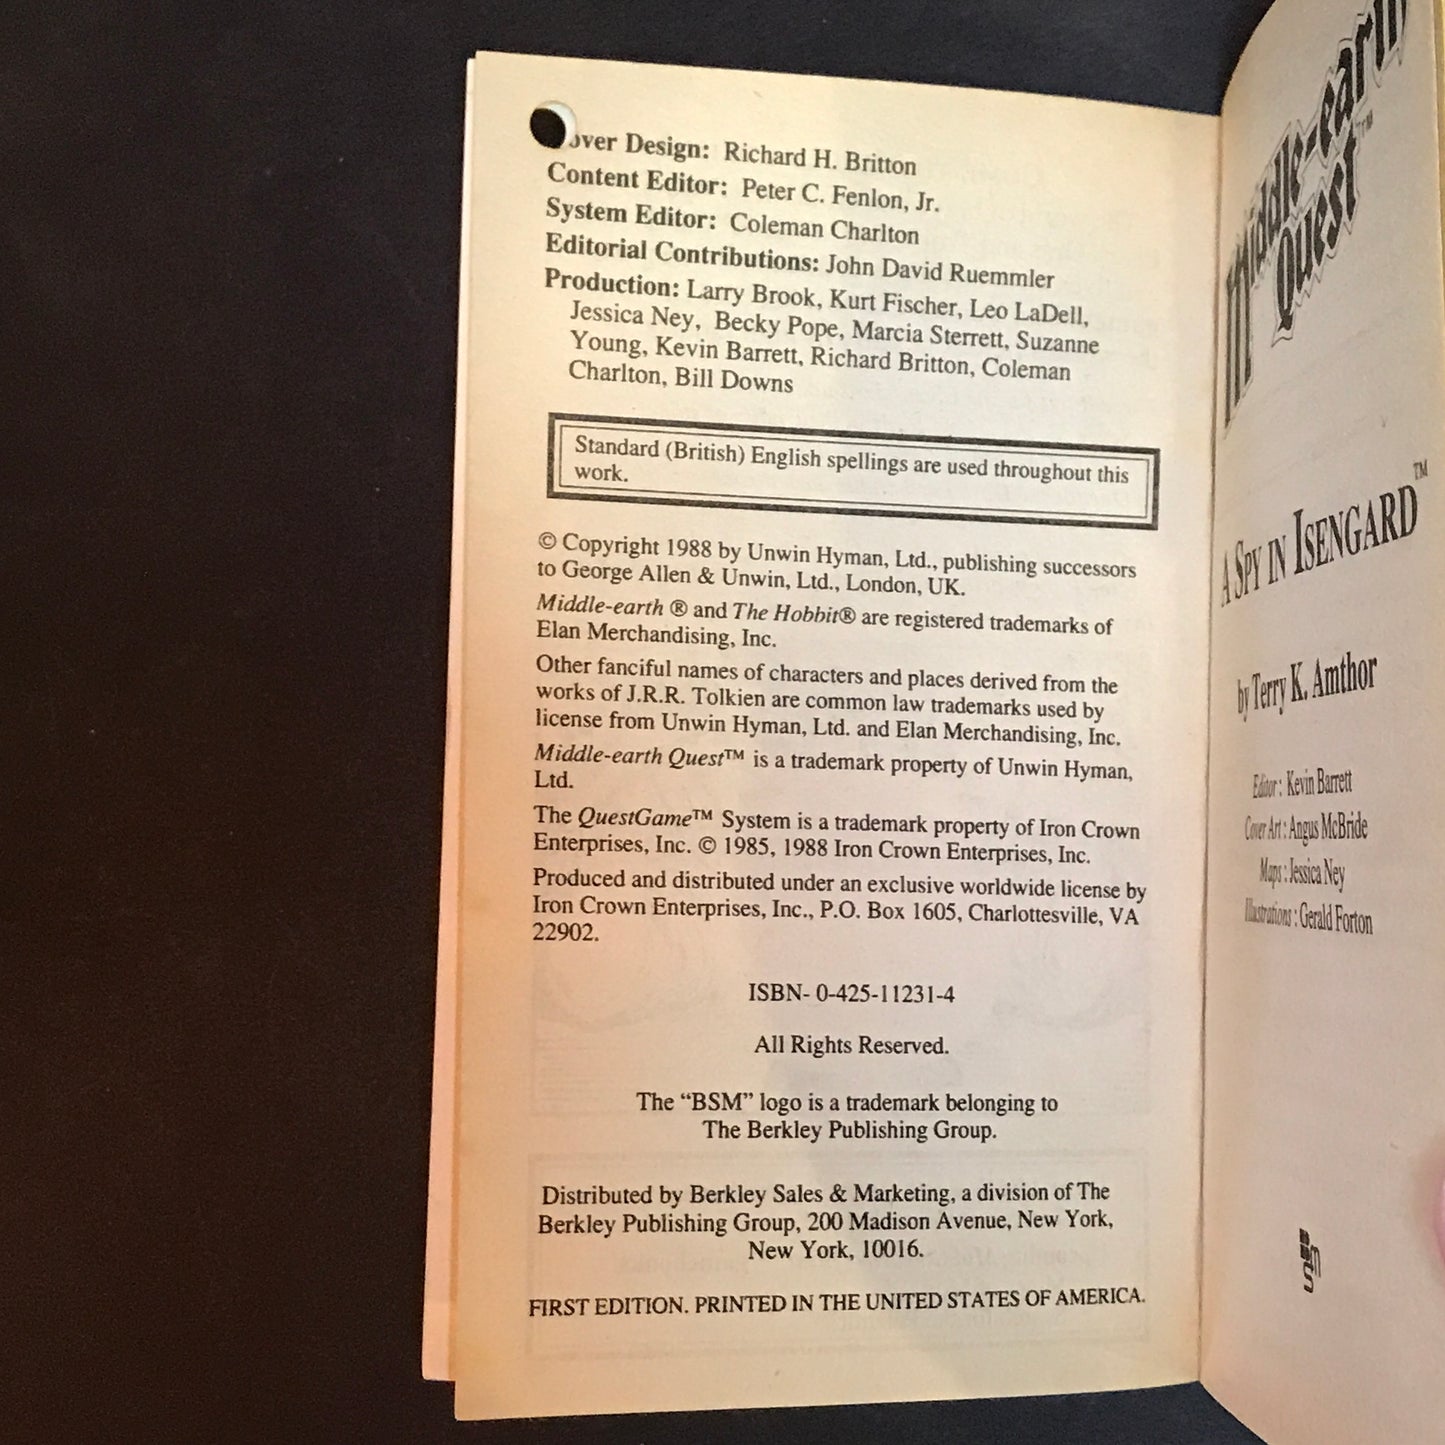 over Design: Richard H. Britton
Content Editor: Peter C. Fenlon, Jr.
System Editor: Coleman Charlton
Editorial Contributions: John David Ruemmler
Production: Larry Brook, Kurt Fischer, Leo LaDell,
Jessica Ney, Becky Pope, Marcia Sterrett, Suzanne
Young, Kevin Barrett, Richard Britton, Coleman
Charlton, Bill Downs
Standard (British) English spellings are used throughout this
work.
© Copyright 1988 by Unwin Hyman, Ltd., publishing successors
to George Allen & Unwin, Ltd., London, UK.
Middle-earth ® and The Hobbit® are registered trademarks of
Elan Merchandising, Inc.
Other fanciful names of characters and places derived from the
works of J.R.R. Tolkien are common law trademarks used by
license from Unwin Hyman, Ltd. and Elan Merchandising, Inc.
Middle-earth Quest™ is a trademark property of Unwin Hyman,
Ltd.
The QuestGame™ System is a trademark property of Iron Crown
Enterprises, Inc. © 1985, 1988 Iron Crown Enterprises, Inc.
Produced and distributed under an exclusive worldwide license by
Iron Crown Enterprises, Inc., P.O. Box 1605, Charlottesville, VA
22902.
ISBN- 0-425-11231-4
All Rights Reserved.
The “BSM” logo is a trademark belonging to
The Berkley Publishing Group.
Distributed by Berkley Sales & Marketing, a division of The
Berkley Publishing Group, 200 Madison Avenue, New York,
New York, 10016.
FIRST EDITION. PRINTED IN THE UNITED STATES OF AMERICA.
Middle-earth
Quest™
A SPY IN ISENGARD™
by Terry K. Amthor
Editor: Kevin Barrett
Cover Art: Angus McBride
Maps: Jessica Ney
Illustrations: Gerald Forton
BSM